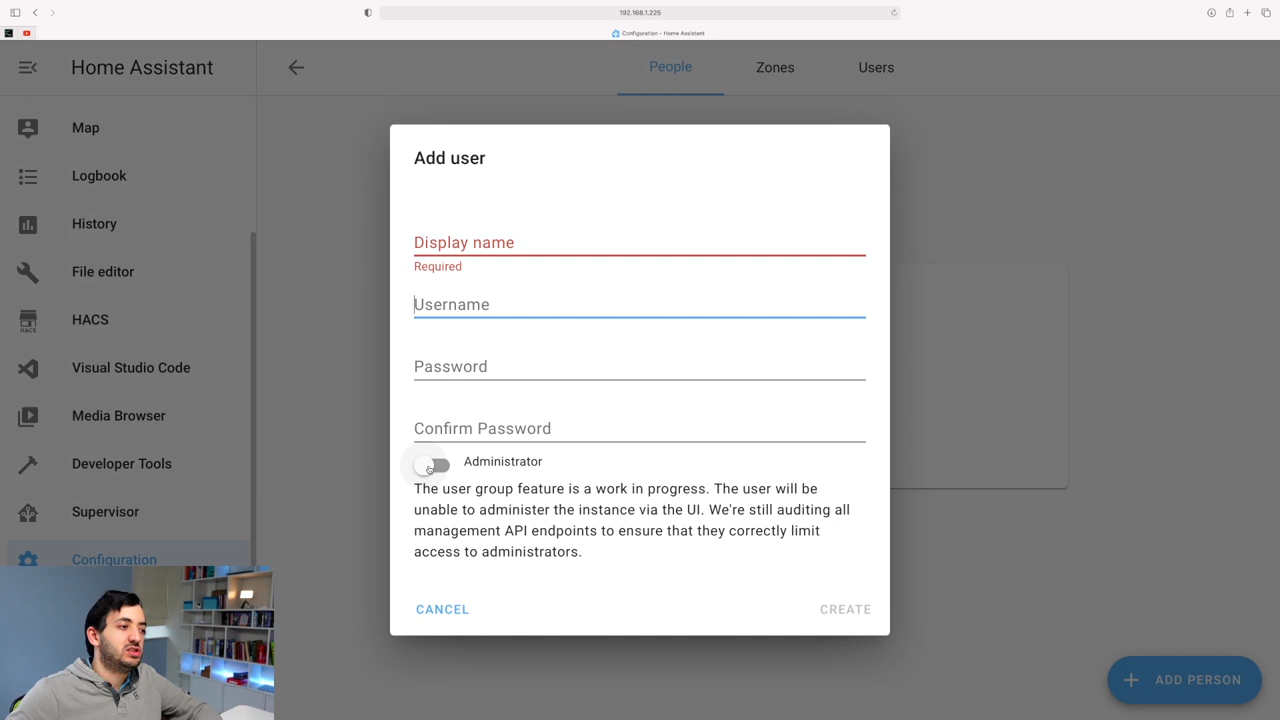 192.168.1.225
Configuration - Home Assistant
Home Assistant
People
Zones
Users
Map
Logbook
History
File editor
HACS
HACS
Visual Studio Code
Media Browser
Developer Tools
Supervisor
Configuration
Add user
Display name
Required
Username
Password
Confirm Password
Administrator
The user group feature is a work in progress. The user will be
unable to administer the instance via the UI. We're still auditing all
management API endpoints to ensure that they correctly limit
access to administrators.
CANCEL
CREATE
+ ADD PERSON